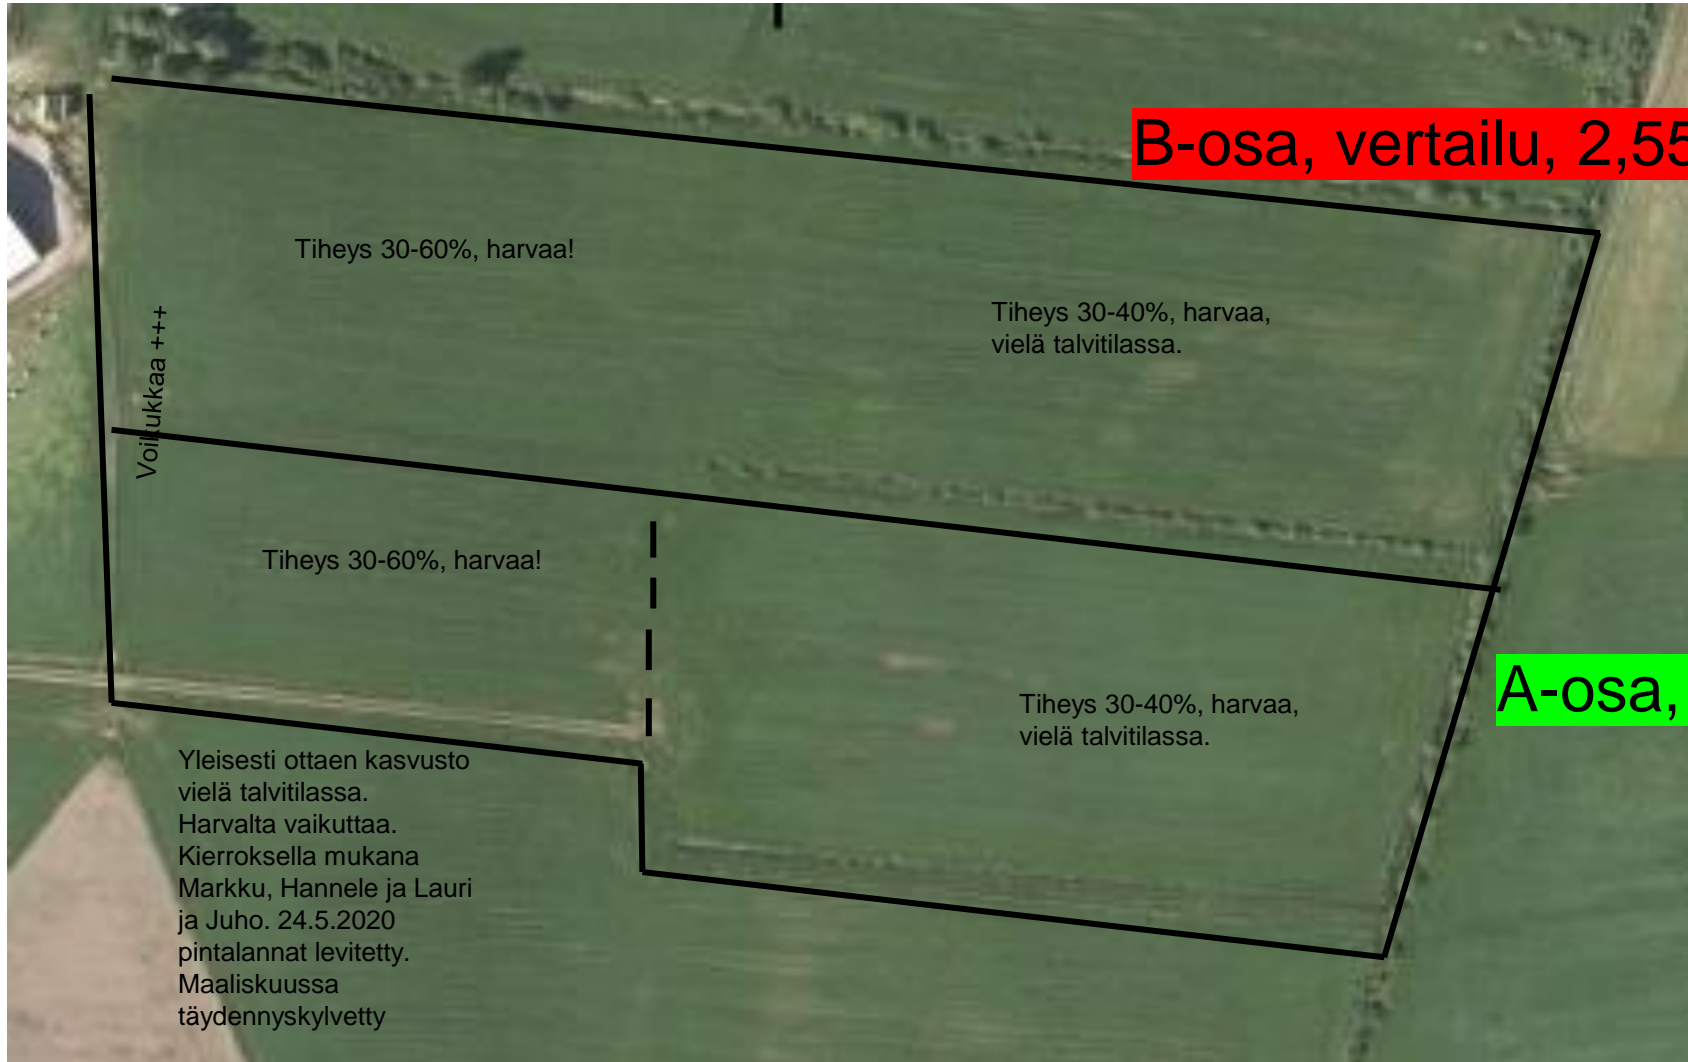 B-osa, vertailu, 2,55
Tiheys 30-60%, harvaa!
Tiheys 30-40%, harvaa,
vielä talvitilassa.
Voikukkaa +++
Tiheys 30-60%, harvaa!
A-osa,
Tiheys 30-40%, harvaa,
vielä talvitilassa.
Yleisesti ottaen kasvusto
vielä talvitilassa.
Harvalta vaikuttaa.
Kierroksella mukana
Markku, Hannele ja Lauri
ja Juho. 24.5.2020
pintalannat levitetty.
Maaliskuussa
täydennyskylvetty